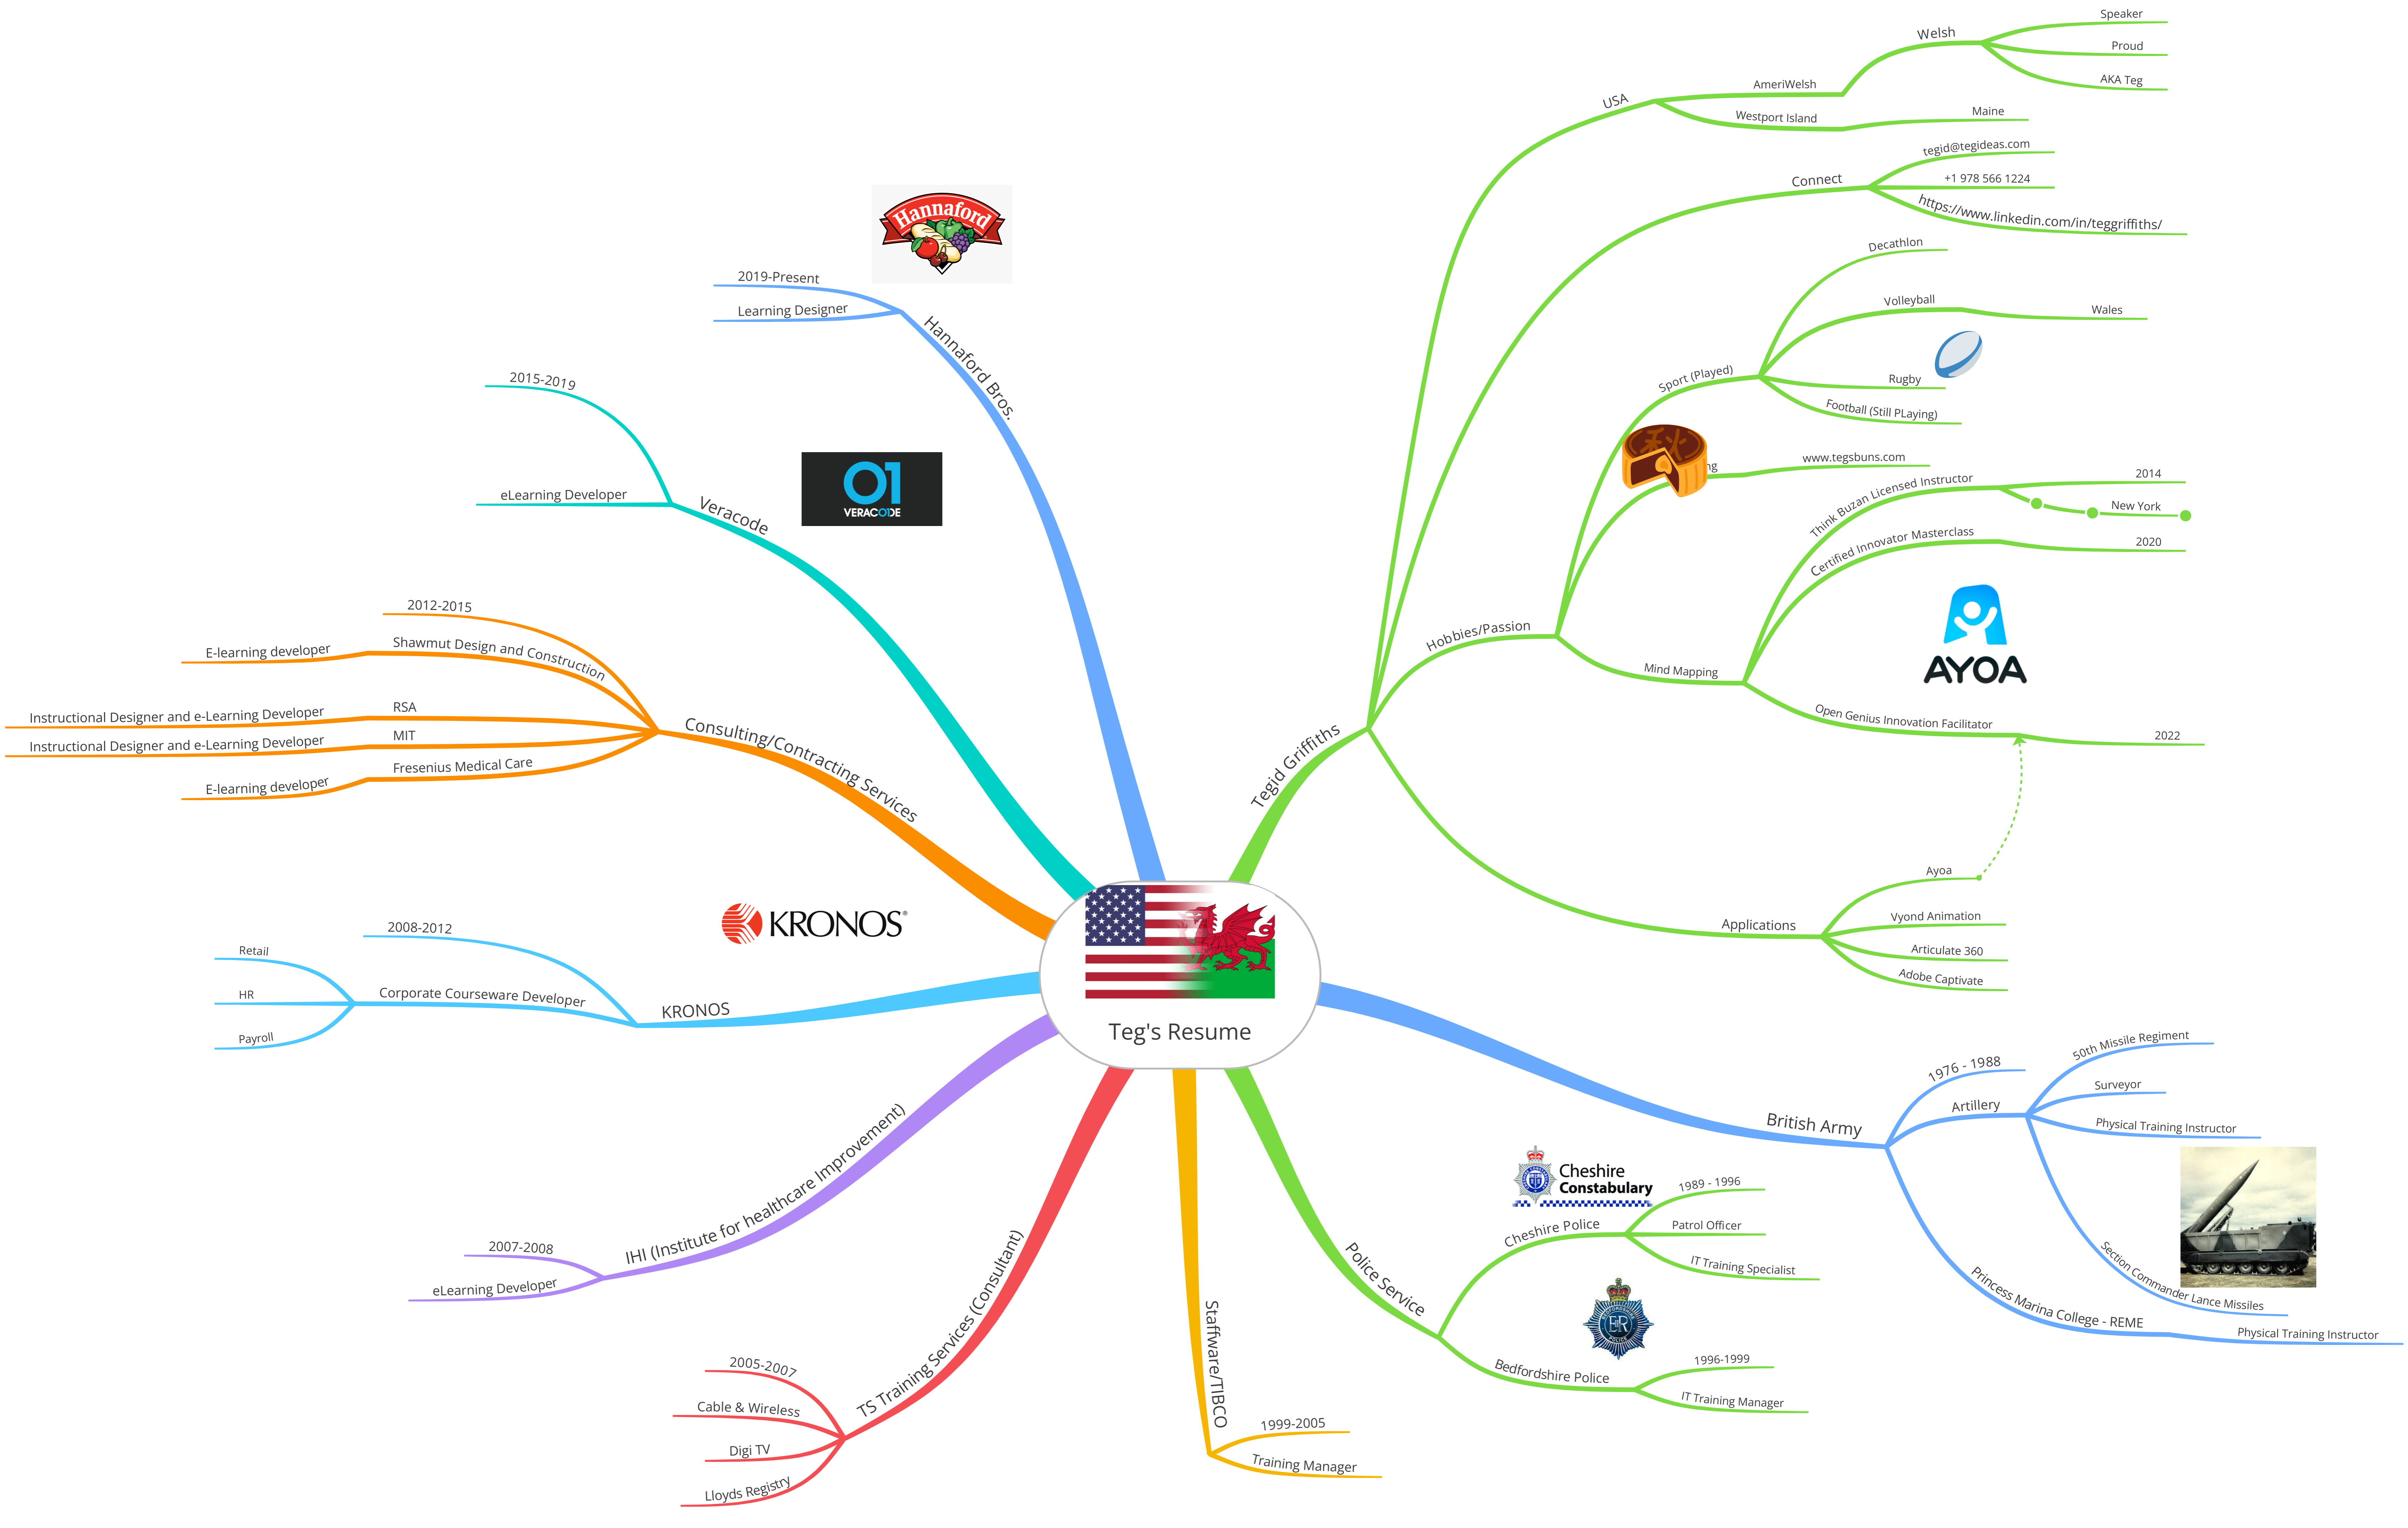 Teg's Resume
Tegid Griffiths
USA
AmeriWelsh
Welsh
Speaker
Proud
AKA Teg
Westport Island
Maine
Connect
tegid@tegideas.com
+1 978 566 1224
https://www.linkedin.com/in/teggriffiths/
Hobbies/Passion
Sport (Played)
Decathlon
Volleyball
Wales
Rugby
Football (Still PLaying)
秋
www.tegsbuns.com
Mind Mapping
Think Buzan Licensed Instructor
2014
New York
Certified Innovator Masterclass
2020
AYOA
Open Genius Innovation Facilitator
2022
Applications
Ayoa
Vyond Animation
Articulate 360
Adobe Captivate
British Army
1976 - 1988
Artillery
50th Missile Regiment
Surveyor
Physical Training Instructor
Section Commander Lance Missiles
Princess Marina College - REME
Physical Training Instructor
Police Service
Cheshire
Constabulary
Cheshire Police
1989 - 1996
Patrol Officer
IT Training Specialist
Bedfordshire Police
1996-1999
IT Training Manager
Staffware/TIBCO
1999-2005
Training Manager
TS Training Services (Consultant)
2005-2007
Cable & Wireless
Digi TV
Lloyds Registry
IHI (Institute for healthcare Improvement)
2007-2008
eLearning Developer
KRONOS
KRONOS®
2008-2012
Corporate Courseware Developer
Retail
HR
Payroll
Consulting/Contracting Services
2012-2015
Shawmut Design and Construction
E-learning developer
RSA
Instructional Designer and e-Learning Developer
MIT
Instructional Designer and e-Learning Developer
Fresenius Medical Care
E-learning developer
Veracode
01
VERACODE
2015-2019
eLearning Developer
Hannaford Bros.
Hannaford
2019-Present
Learning Designer